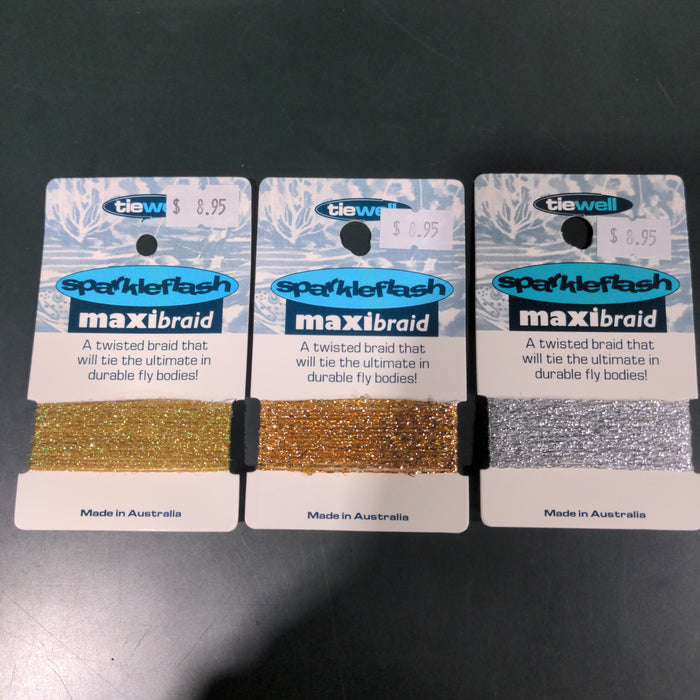 tiewe
$ 8.95
sparkleflash
maxibraid
A twisted braid that
will tie the ultimate in
durable fly bodies!
Made in Australia
tiewell
$ 8.95
sparkleflash
maxibraid
A twisted braid that
will tie the ultimate in
durable fly bodies!
Made in Australia
tiewell
$ 8.95
sparkleflash
maxibraid
A twisted braid that
will tie the ultimate in
durable fly bodies!
Made in Australia